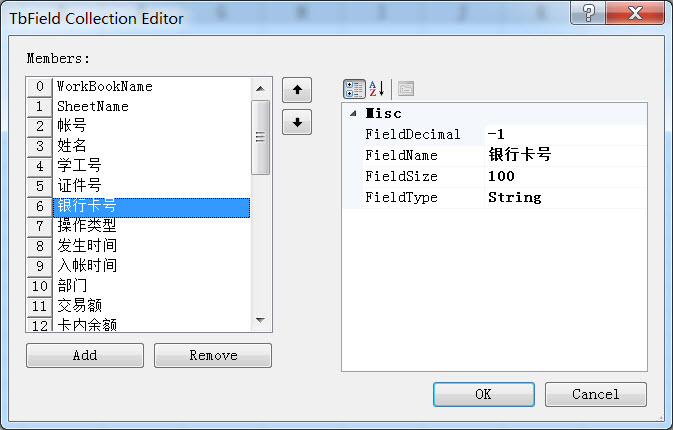 TbField Collection Editor
Members:
0 WorkBookName
1 SheetName
2 帐号
3 姓名
4 学工号
5 证件号
6 银行卡号
7 操作类型
8 发生时间
9 入帐时间
10 部门
11 交易额
12 卡内余额
Add Remove
Misc
FieldDecimal -1
FieldName 银行卡号
FieldSize 100
FieldType String
OK Cancel